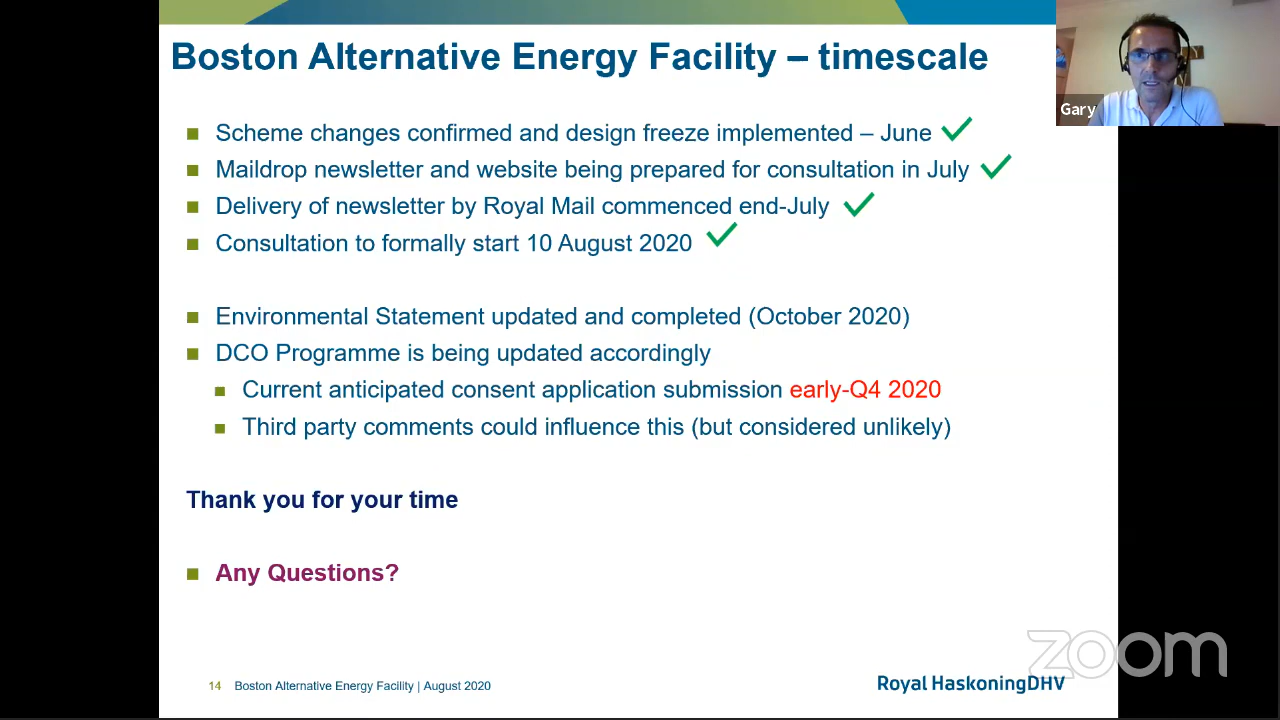 Boston Alternative Energy Facility – timescale
Gary
Scheme changes confirmed and design freeze implemented – June
Maildrop newsletter and website being prepared for consultation in July
Delivery of newsletter by Royal Mail commenced end-July
Consultation to formally start 10 August 2020
Environmental Statement updated and completed (October 2020)
DCO Programme is being updated accordingly
Current anticipated consent application submission early-Q4 2020
Third party comments could influence this (but considered unlikely)
Thank you for your time
Any Questions?
zoom
14 Boston Alternative Energy Facility | August 2020
Royal HaskoningDHV